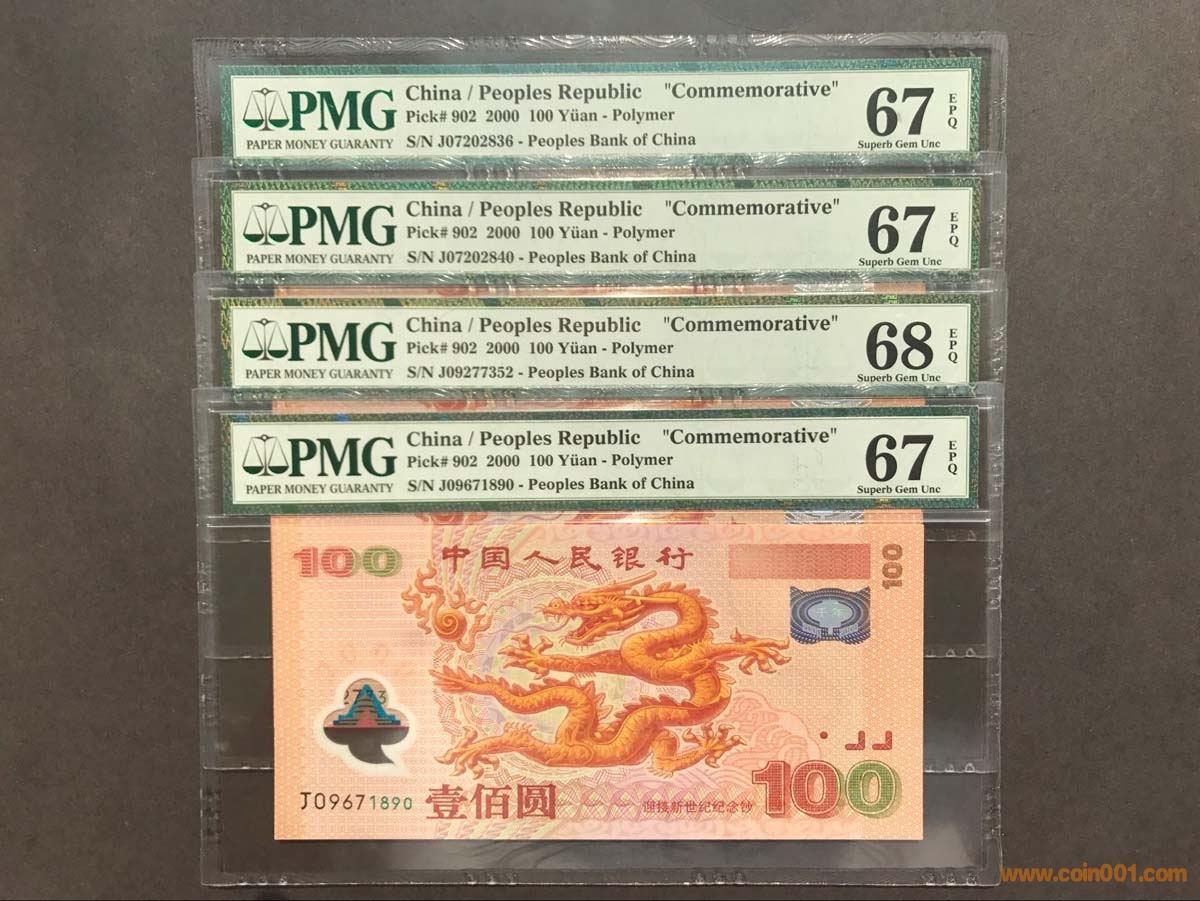 PMG
PAPER MONEY GUARANTY
China / Peoples Republic "Commemorative"
Pick# 902 2000 100 Yüan - Polymer
S/N J07202836 - Peoples Bank of China
67
EPQ
Superb Gem Unc
PMG
PAPER MONEY GUARANTY
China / Peoples Republic "Commemorative"
Pick# 902 2000 100 Yüan - Polymer
S/N J07202840 - Peoples Bank of China
67
EPQ
Superb Gem Unc
PMG
PAPER MONEY GUARANTY
China / Peoples Republic "Commemorative"
Pick# 902 2000 100 Yüan - Polymer
S/N J09277352 - Peoples Bank of China
68
EPQ
Superb Gem Unc
PMG
PAPER MONEY GUARANTY
China / Peoples Republic "Commemorative"
Pick# 902 2000 100 Yüan - Polymer
S/N J09671890 - Peoples Bank of China
67
EPQ
Superb Gem Unc
100
中国人民银行
100
千年
J09671890
壹佰圆
迎接新世纪纪念钞
100
www.coin001.com